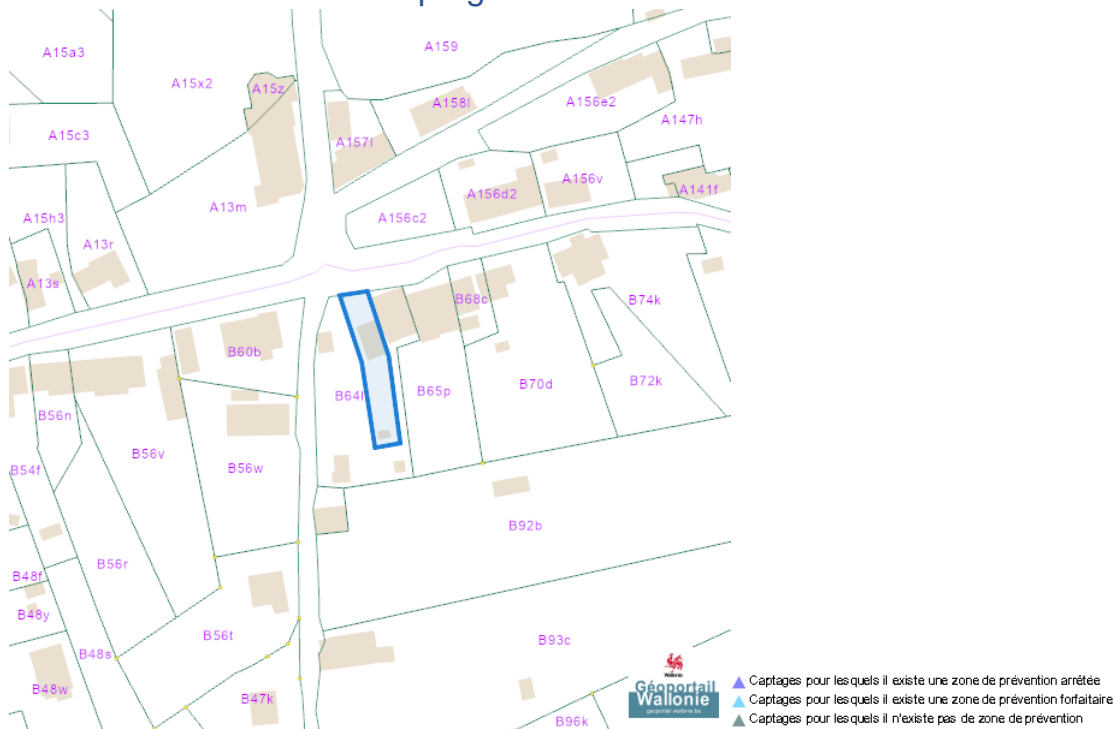 A159
A15a3
A15x2
A15z
A158l
A156e2
A147h
A15c3
A157l
A156v
A156d2
A141f
A13m
A15h3
A156c2
A13r
A13s
B68c
B74k
B60b
B70d
B72k
B64l
B65p
B56n
B56v
B54f
B56w
B92b
B56r
B48f
B48y
B56t
B93c
B48s
B48w
B47k
B96k
Wallonie
Géoportail
Wallonie
geoportail.wallonie.be
Captages pour lesquels il existe une zone de prévention arrêtée
Captages pour lesquels il existe une zone de prévention forfaitaire
Captages pour lesquels il n'existe pas de zone de prévention